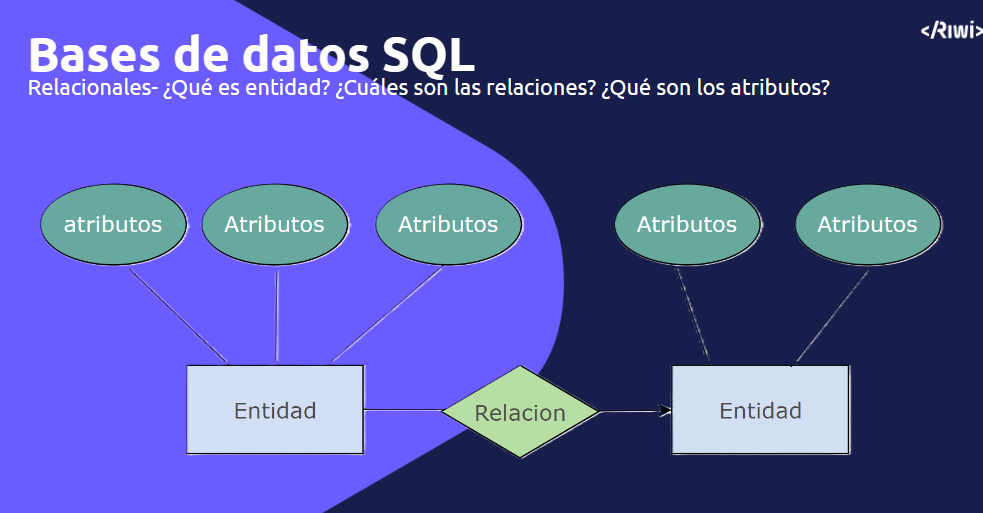 </Riwi>
Bases de datos SQL
Relacionales- ¿Qué es entidad? ¿Cuáles son las relaciones? ¿Qué son los atributos?
atributos
Atributos
Atributos
Atributos
Atributos
Entidad
Relacion
Entidad